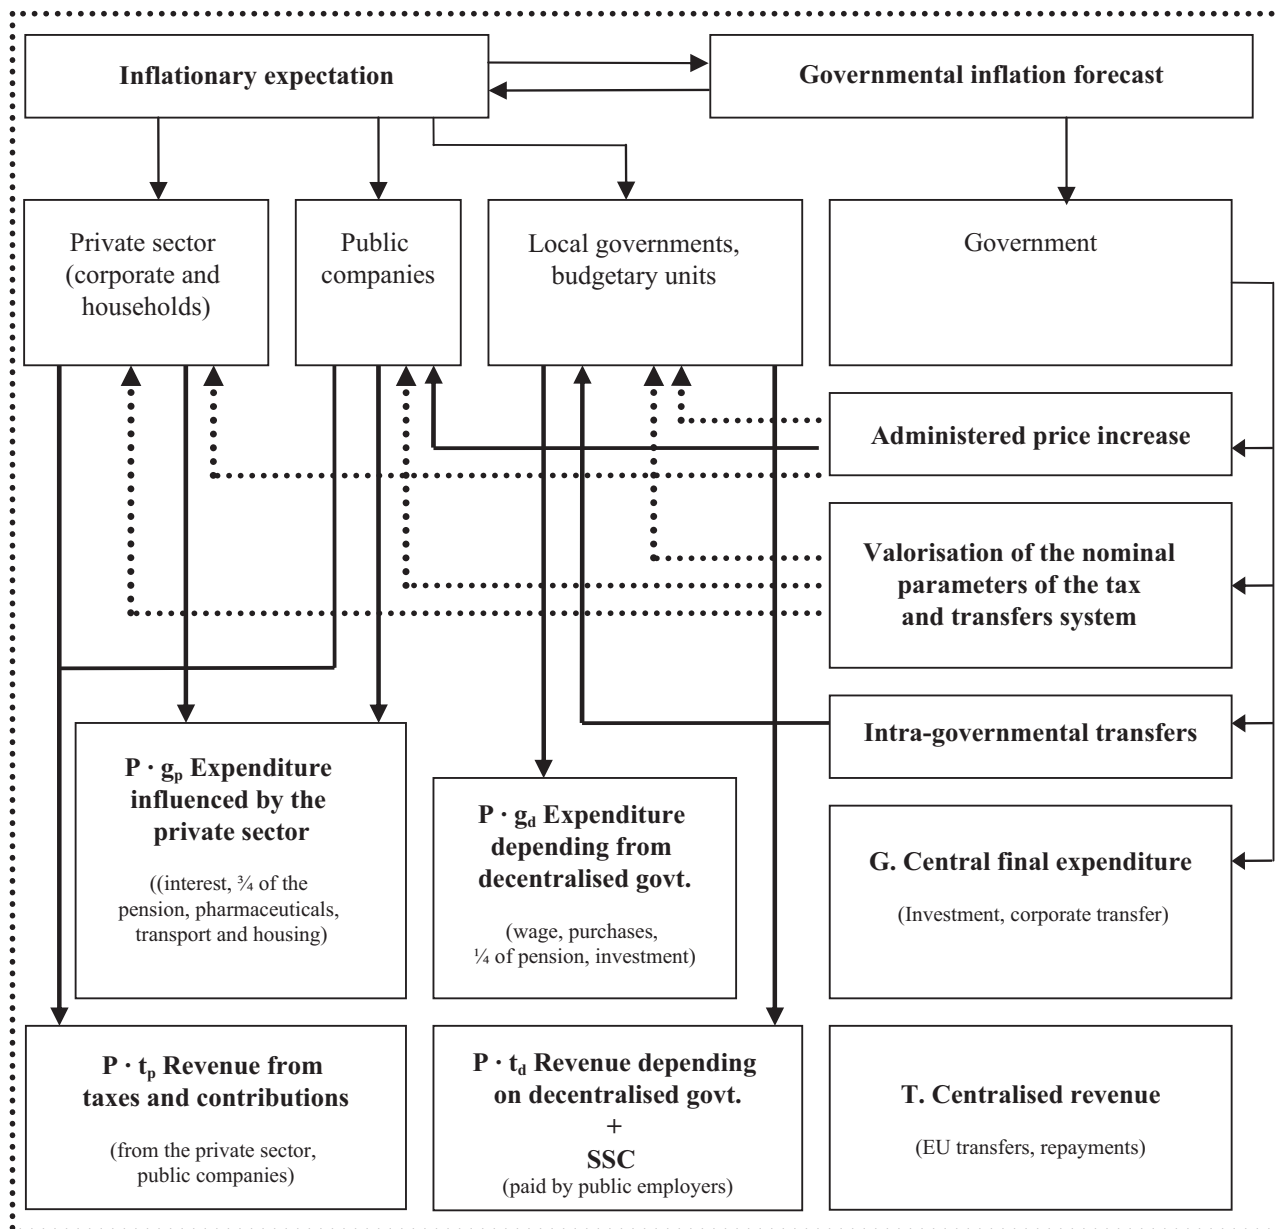 Inflationary expectation
Governmental inflation forecast
Private sector
(corporate and
households)
Public
companies
Local governments,
budgetary units
Government
Administered price increase
Valorisation of the nominal
parameters of the tax
and transfers system
Intra-governmental transfers
P · gp Expenditure
influenced by the
private sector
((interest, ¾ of the
pension, pharmaceuticals,
transport and housing)
P · gd Expenditure
depending from
decentralised govt.
(wage, purchases,
¼ of pension, investment)
G. Central final expenditure
(Investment, corporate transfer)
P · tp Revenue from
taxes and contributions
(from the private sector,
public companies)
P · td Revenue depending
on decentralised govt.
+
SSC
(paid by public employers)
T. Centralised revenue
(EU transfers, repayments)